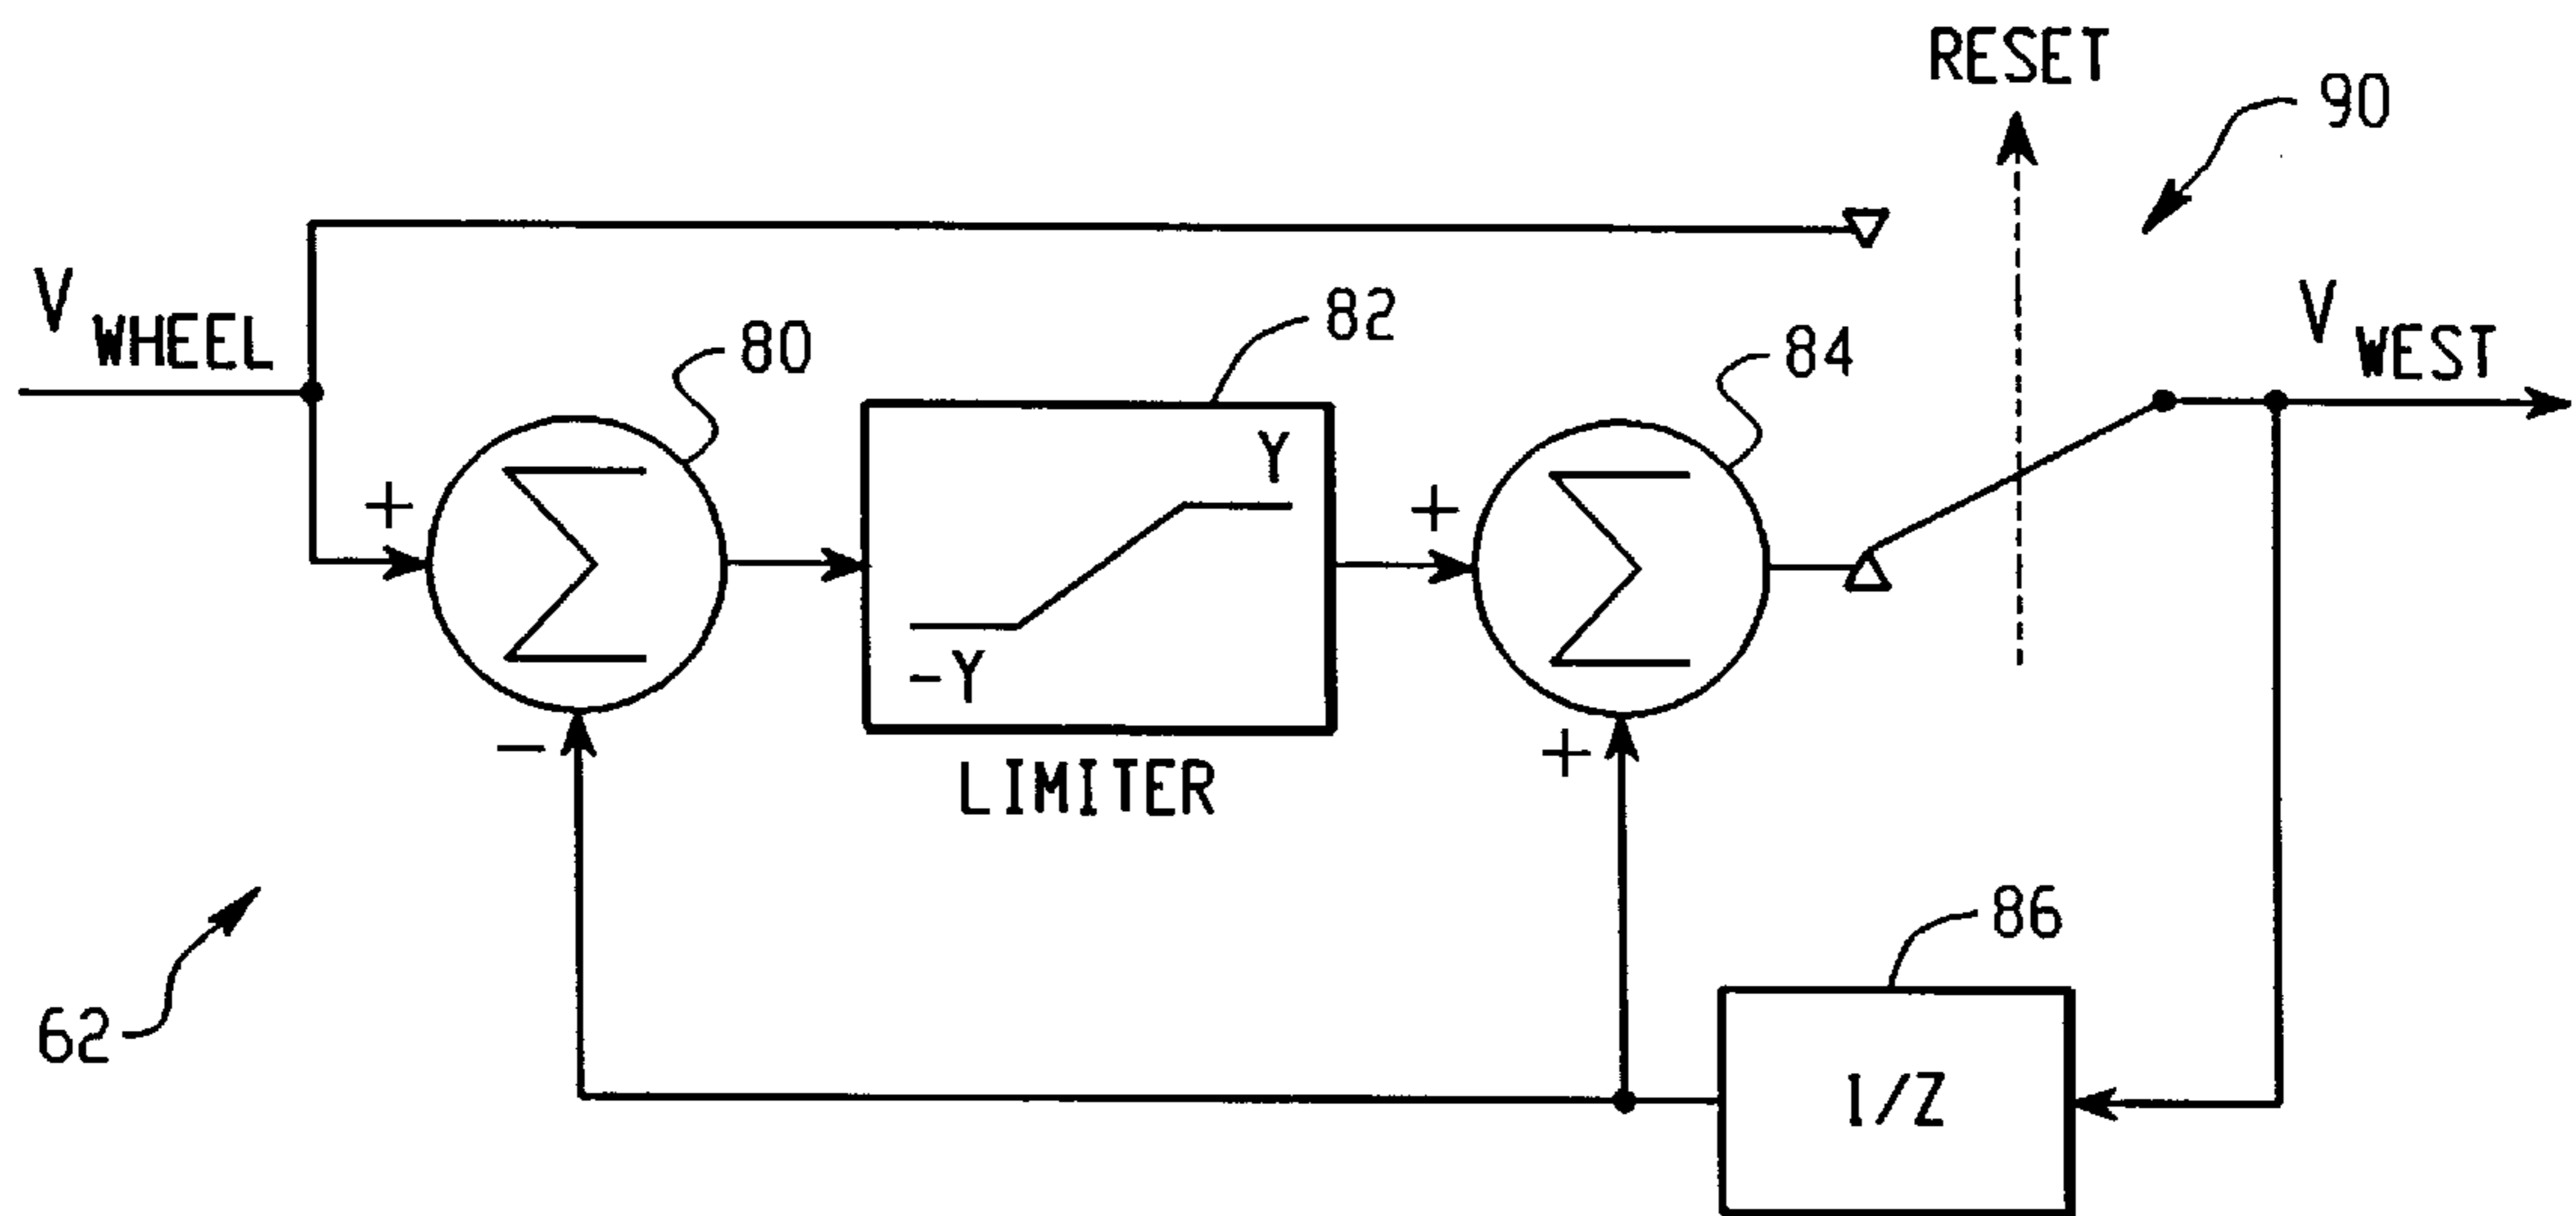 RESET
90
V WHEEL
80
82
84
V WEST
+
Y
-Y
+
-
LIMITER
+
86
62
1/Z